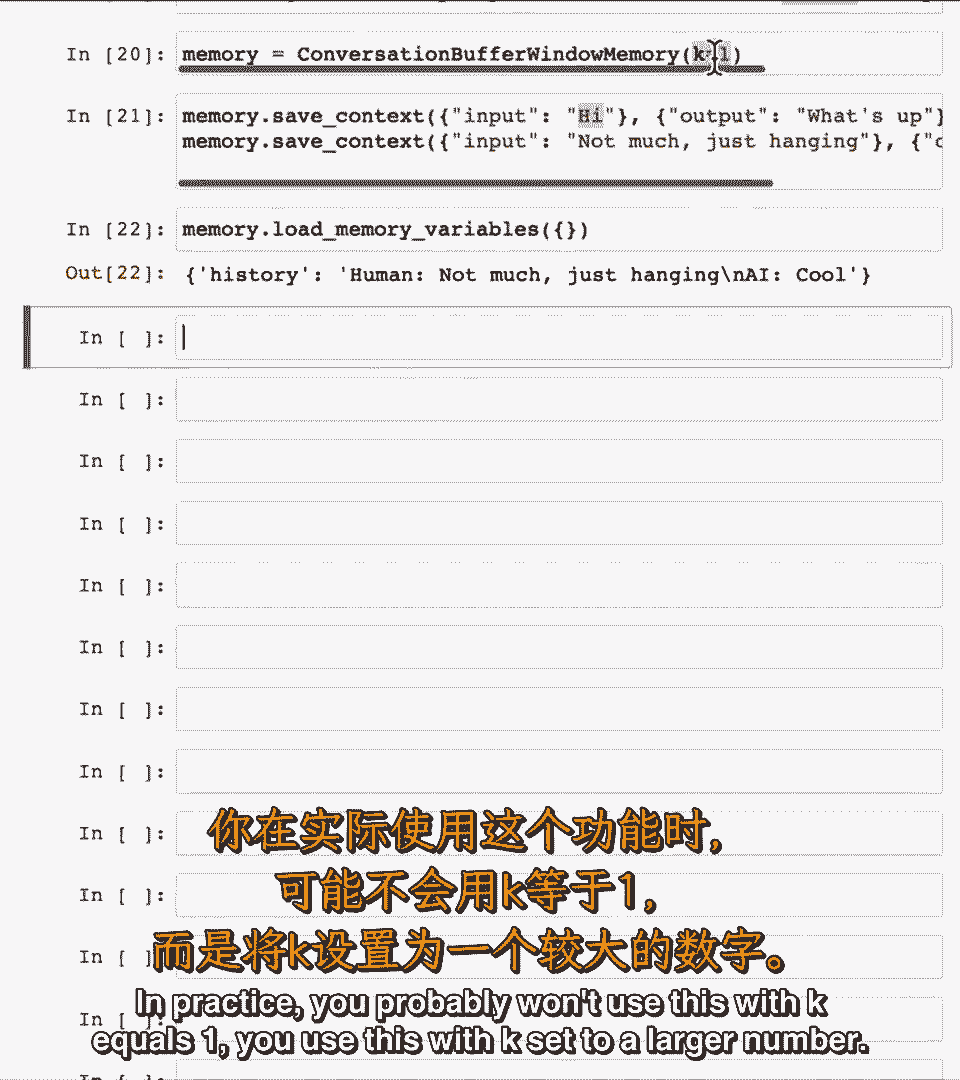 In [20]: memory = ConversationBufferWindowMemory(k=1)
In [21]: memory.save_context({"input": "Hi"}, {"output": "What's up"}
memory.save_context({"input": "Not much, just hanging"}, {"
In [22]: memory.load_memory_variables({})
Out[22]: {'history': 'Human: Not much, just hanging\nAI: Cool'}
In [ ]:
In [ ]:
In [ ]:
In [ ]:
In [ ]:
In [ ]:
In [ ]:
In [ ]:
In [ ]:
你在实际使用这个功能时，
In [ ]:
可能不会用k等于1，
In [ ]
而是将k设置为一个较大的数字。
In [ ]:
In practice, you probably won't use this with k
equals 1, you use this with k set to a larger number.